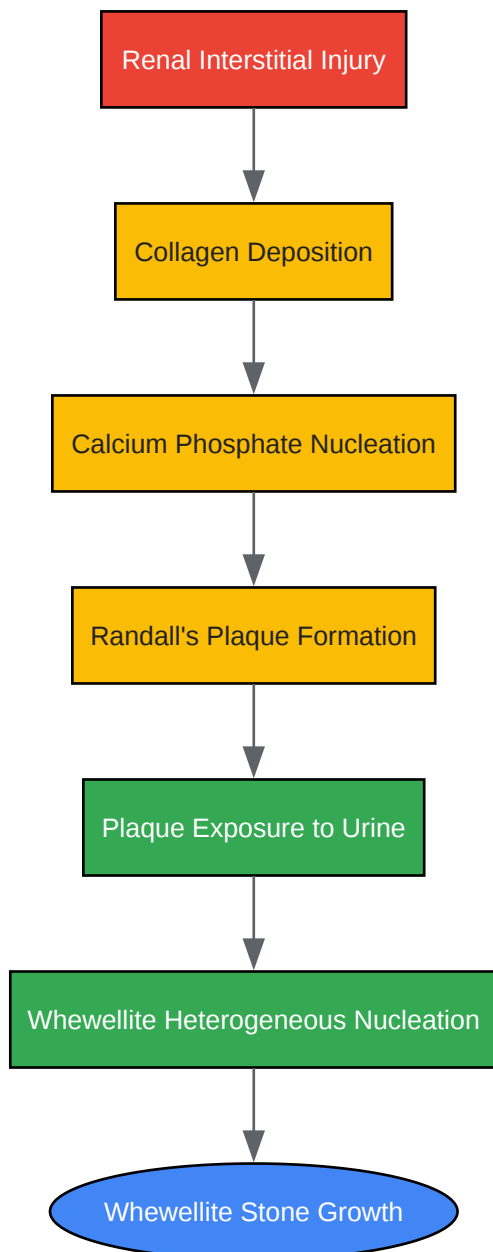 Renal Interstitial Injury
Collagen Deposition
Calcium Phosphate Nucleation
Randall's Plaque Formation
Plaque Exposure to Urine
Whewellite Heterogeneous Nucleation
Whewellite Stone Growth